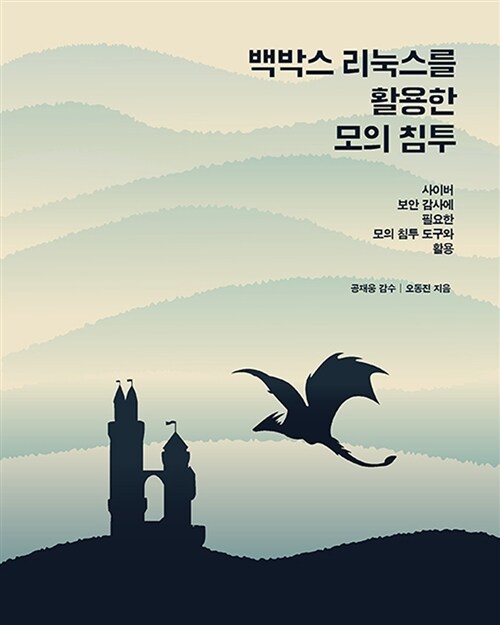 백박스 리눅스를
활용한
모의 침투
사이버
보안 감사에
필요한
모의 침투 도구와
활용
공재웅 감수 | 오동진 지음